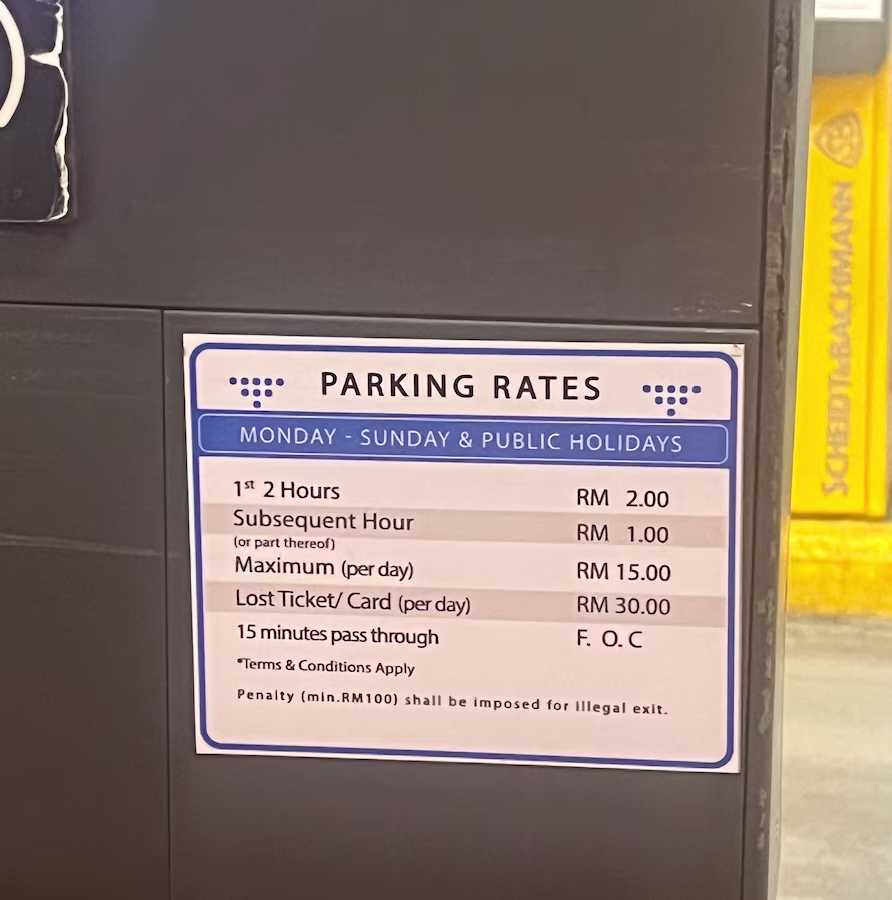 PARKING RATES
MONDAY - SUNDAY & PUBLIC HOLIDAYS
1st 2 Hours RM 2.00
Subsequent Hour RM 1.00
(or part thereof)
Maximum (per day) RM 15.00
Lost Ticket/ Card (per day) RM 30.00
15 minutes pass through F. O. C
*Terms & Conditions Apply
Penalty (min.RM100) shall be imposed for illegal exit.
SCHEIDT&BACHMANN